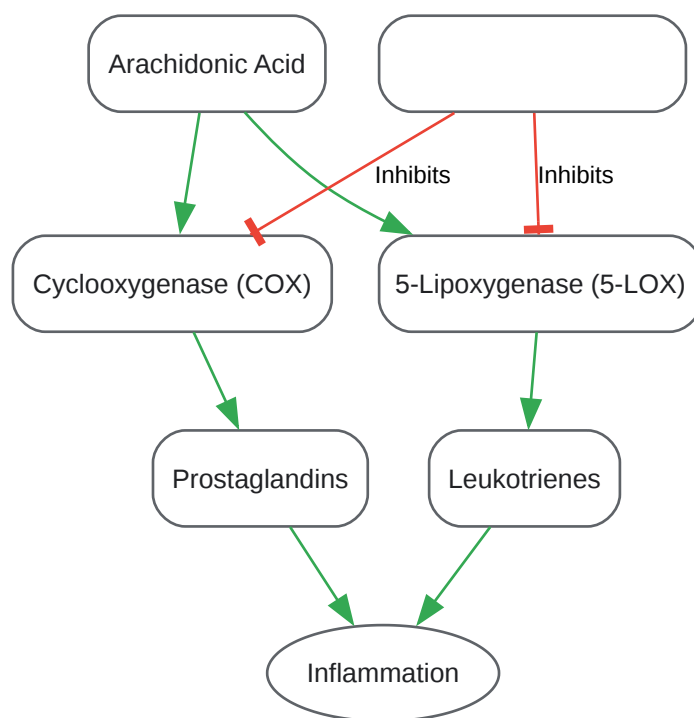 Arachidonic Acid
Inhibits
Inhibits
Cyclooxygenase (COX)
5-Lipoxygenase (5-LOX)
Prostaglandins
Leukotrienes
Inflammation